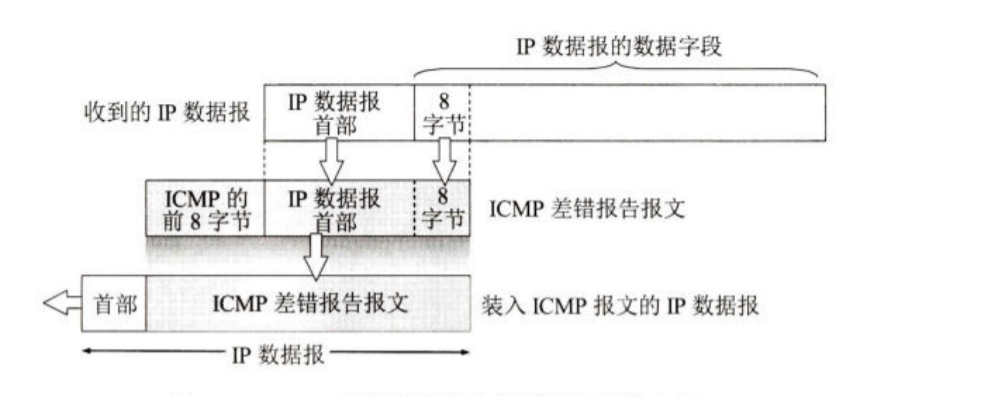 IP 数据报的数据字段
收到的 IP 数据报
IP 数据报
首部
8
字节
ICMP 的
前 8 字节
IP 数据报
首部
8
字节
ICMP 差错报告报文
首部
ICMP 差错报告报文
装入 ICMP 报文的 IP 数据报
IP 数据报